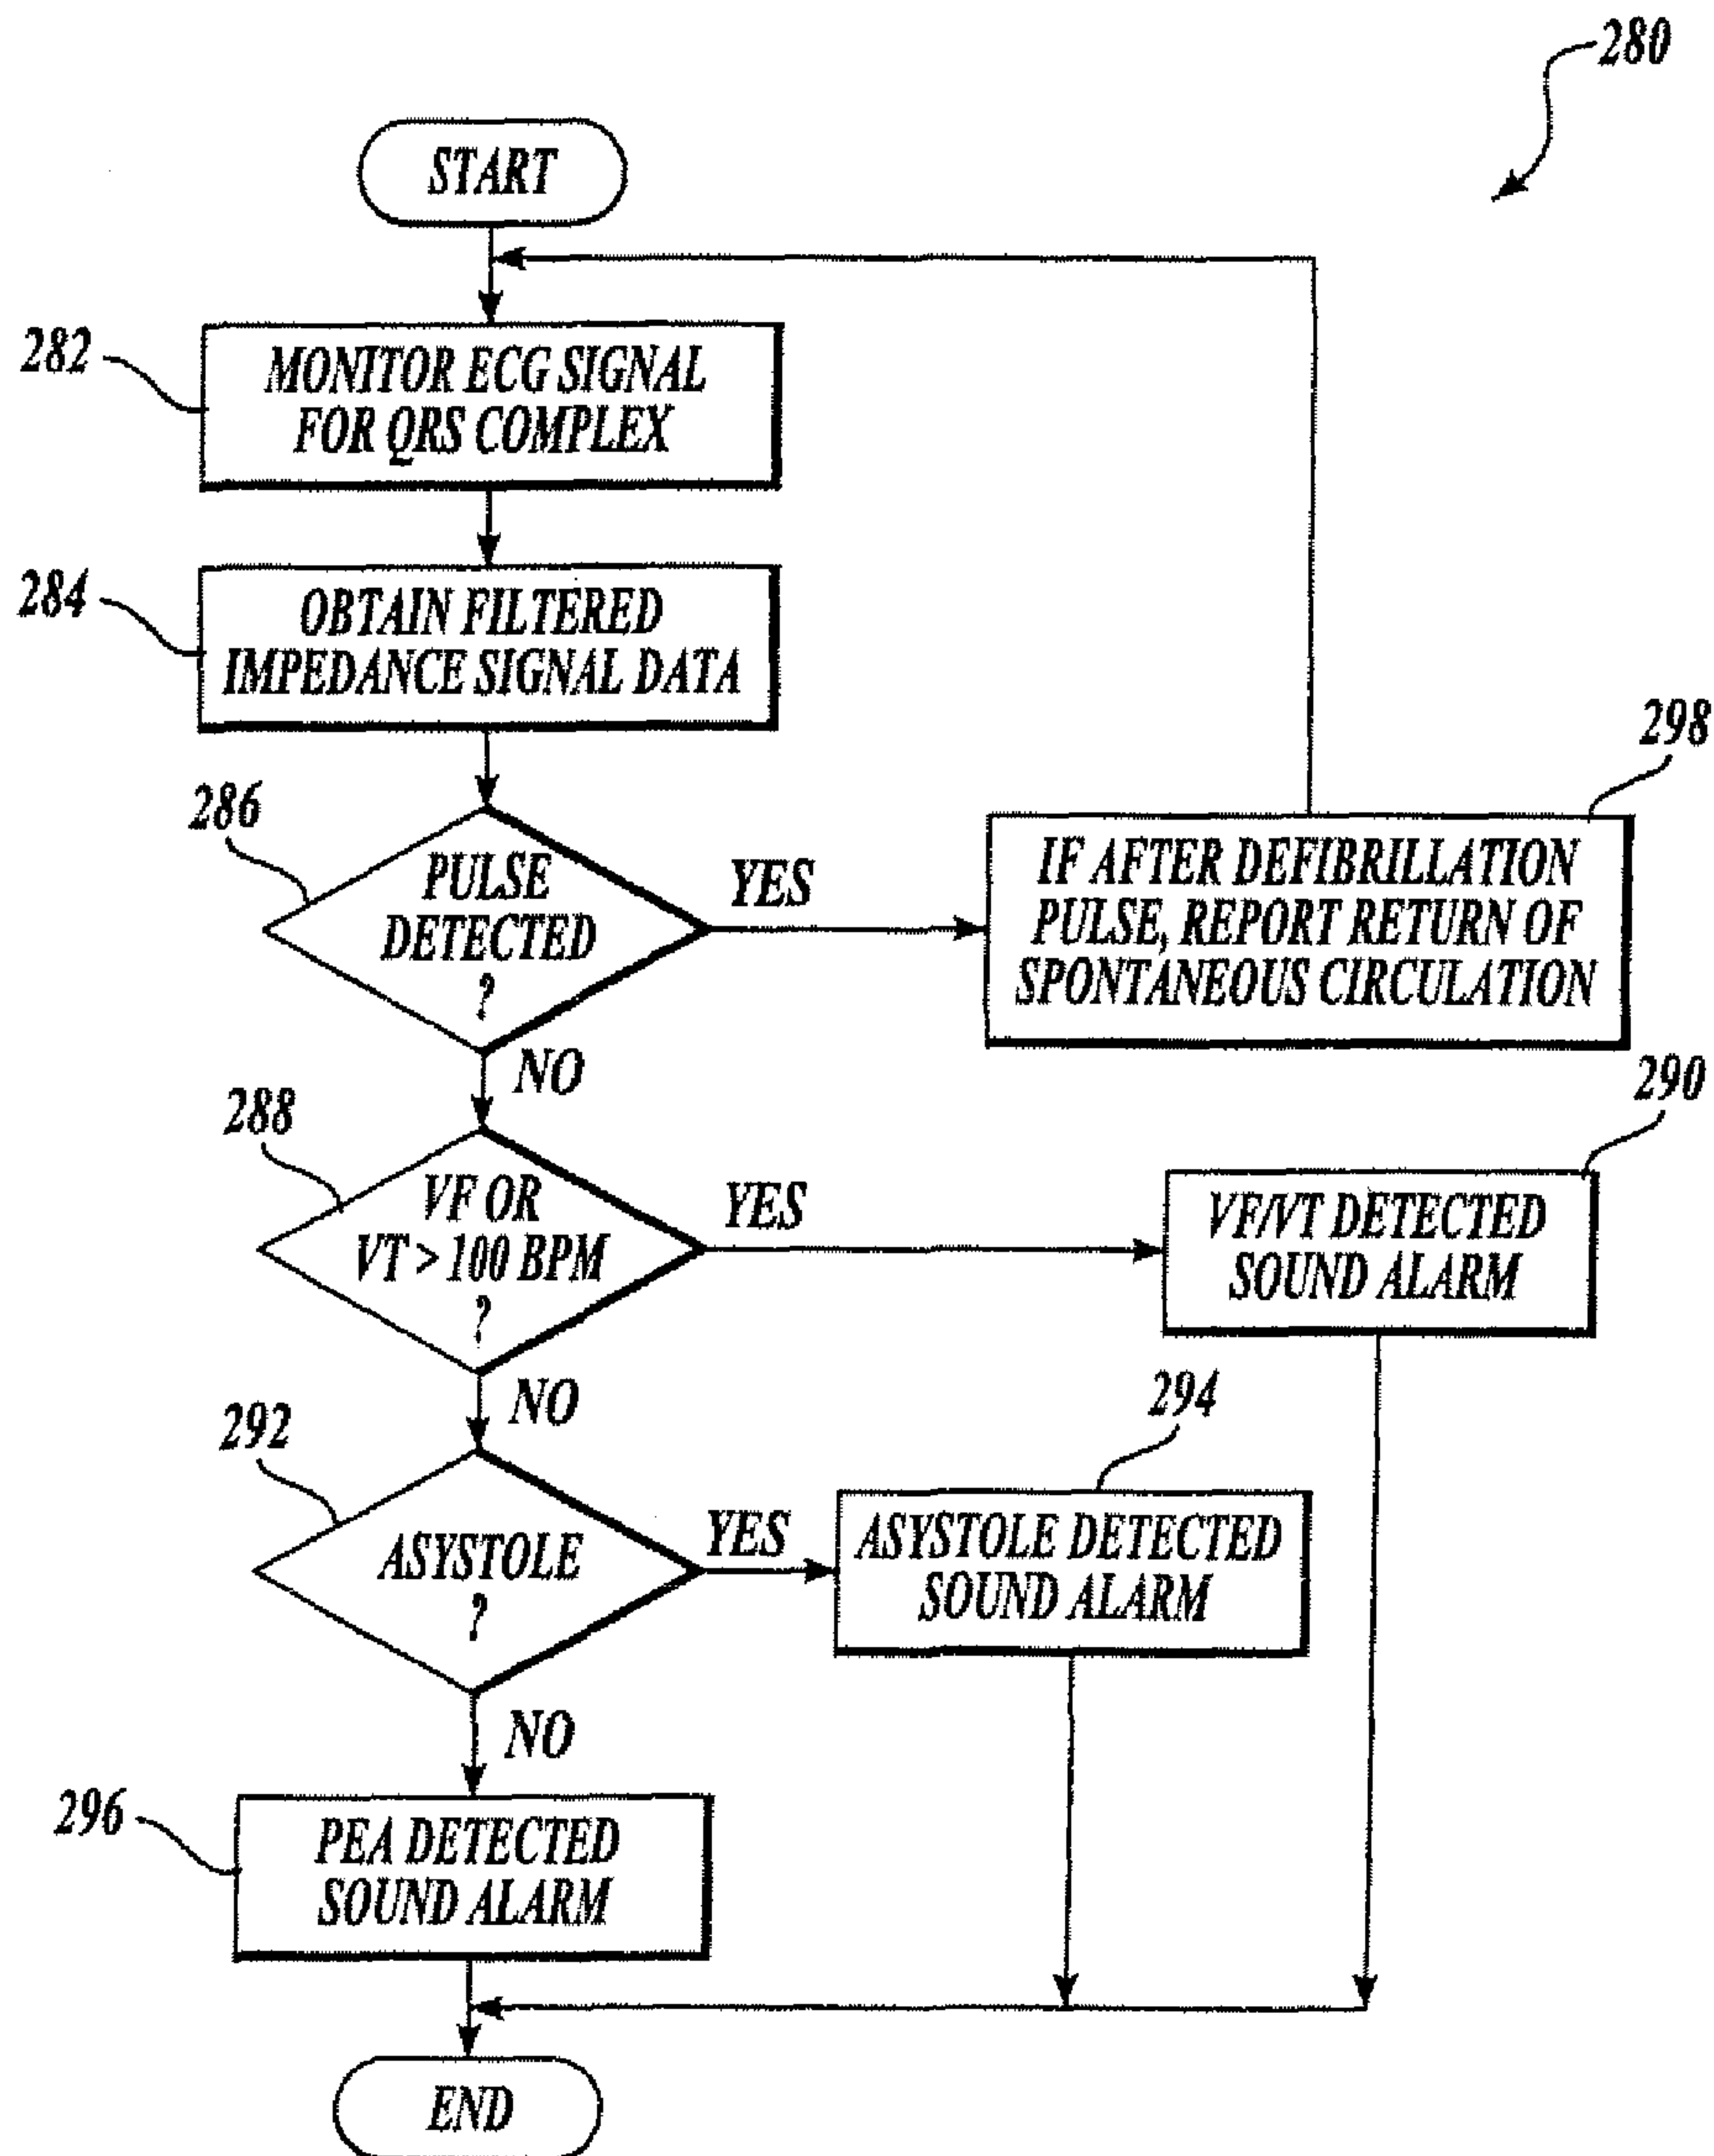 280
START
282
MONITOR ECG SIGNAL
FOR QRS COMPLEX
284
OBTAIN FILTERED
IMPEDANCE SIGNAL DATA
286
PULSE
DETECTED
?
YES
298
IF AFTER DEFIBRILLATION
PULSE, REPORT RETURN OF
SPONTANEOUS CIRCULATION
NO
288
VF OR
VT > 100 BPM
?
YES
290
VF/VT DETECTED
SOUND ALARM
NO
292
ASYSTOLE
?
YES
294
ASYSTOLE DETECTED
SOUND ALARM
NO
296
PEA DETECTED
SOUND ALARM
END